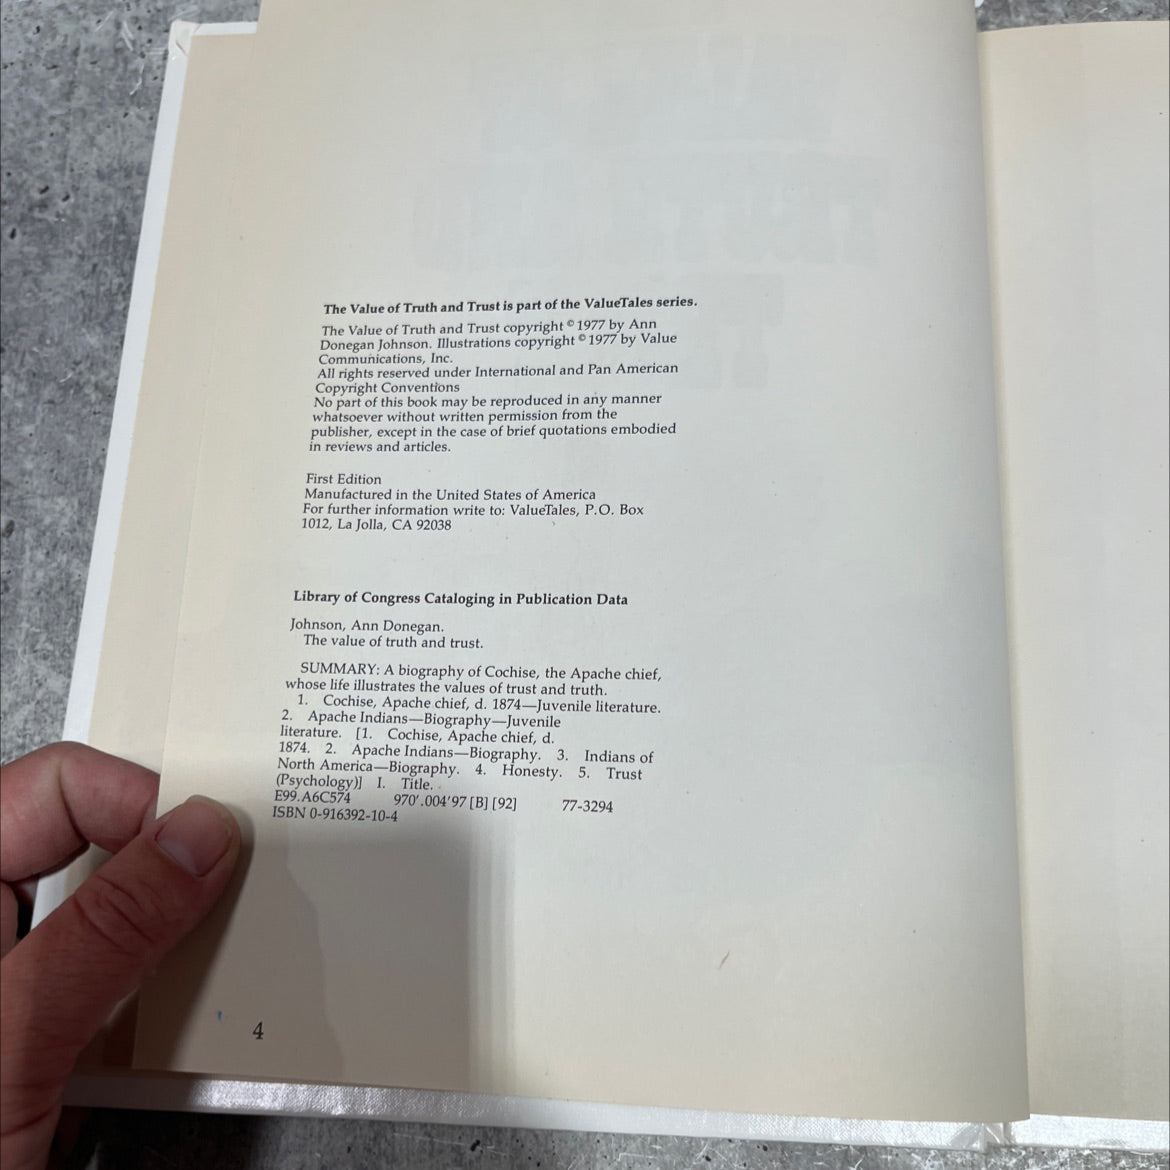 The Value of Truth and Trust is part of the ValueTales series.
The Value of Truth and Trust copyright © 1977 by Ann
Donegan Johnson. Illustrations copyright © 1977 by Value
Communications, Inc.
All rights reserved under International and Pan American
Copyright Conventions
No part of this book may be reproduced in any manner
whatsoever without written permission from the
publisher, except in the case of brief quotations embodied
in reviews and articles.
First Edition
Manufactured in the United States of America
For further information write to: ValueTales, P.O. Box
1012, La Jolla, CA 92038
Library of Congress Cataloging in Publication Data
Johnson, Ann Donegan.
The value of truth and trust.
SUMMARY: A biography of Cochise, the Apache chief,
whose life illustrates the values of trust and truth.
1. Cochise, Apache chief, d. 1874—Juvenile literature.
2. Apache Indians—Biography—Juvenile
literature. [1. Cochise, Apache chief, d.
1874. 2. Apache Indians—Biography. 3. Indians of
North America—Biography. 4. Honesty. 5. Trust
(Psychology)] I. Title.
E99.A6C574 970'.004'97 [B] [92] 77-3294
ISBN 0-916392-10-4
4